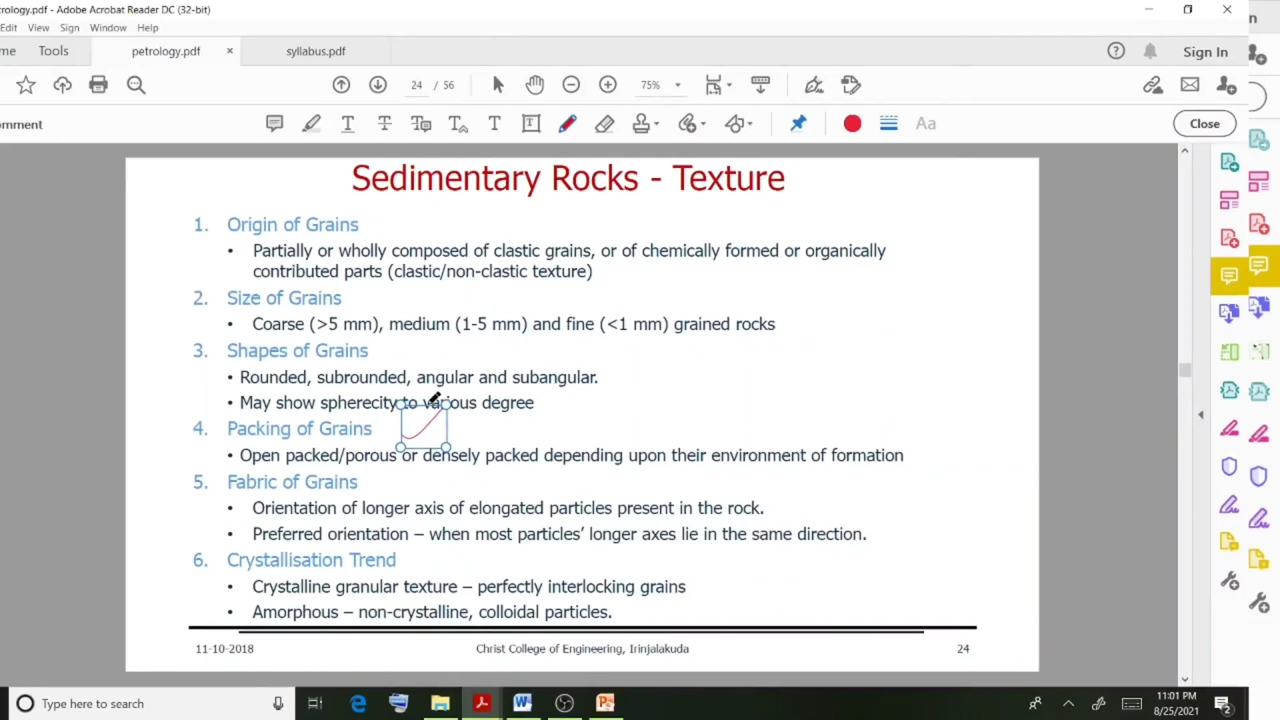 trology.pdf - Adobe Acrobat Reader DC (32-bit)
Edit View Sign Window Help
me Tools petrology.pdf × syllabus.pdf Sign In
24 / 56 75%
omment Aa Close
Sedimentary Rocks - Texture
1. Origin of Grains
• Partially or wholly composed of clastic grains, or of chemically formed or organically
contributed parts (clastic/non-clastic texture)
2. Size of Grains
• Coarse (>5 mm), medium (1-5 mm) and fine (<1 mm) grained rocks
3. Shapes of Grains
• Rounded, subrounded, angular and subangular.
• May show spherecity to various degree
4. Packing of Grains
• Open packed/porous or densely packed depending upon their environment of formation
5. Fabric of Grains
• Orientation of longer axis of elongated particles present in the rock.
• Preferred orientation – when most particles’ longer axes lie in the same direction.
6. Crystallisation Trend
• Crystalline granular texture – perfectly interlocking grains
• Amorphous – non-crystalline, colloidal particles.
11-10-2018 Christ College of Engineering, Irinjalakuda 24
Type here to search
11:01 PM
8/25/2021
2